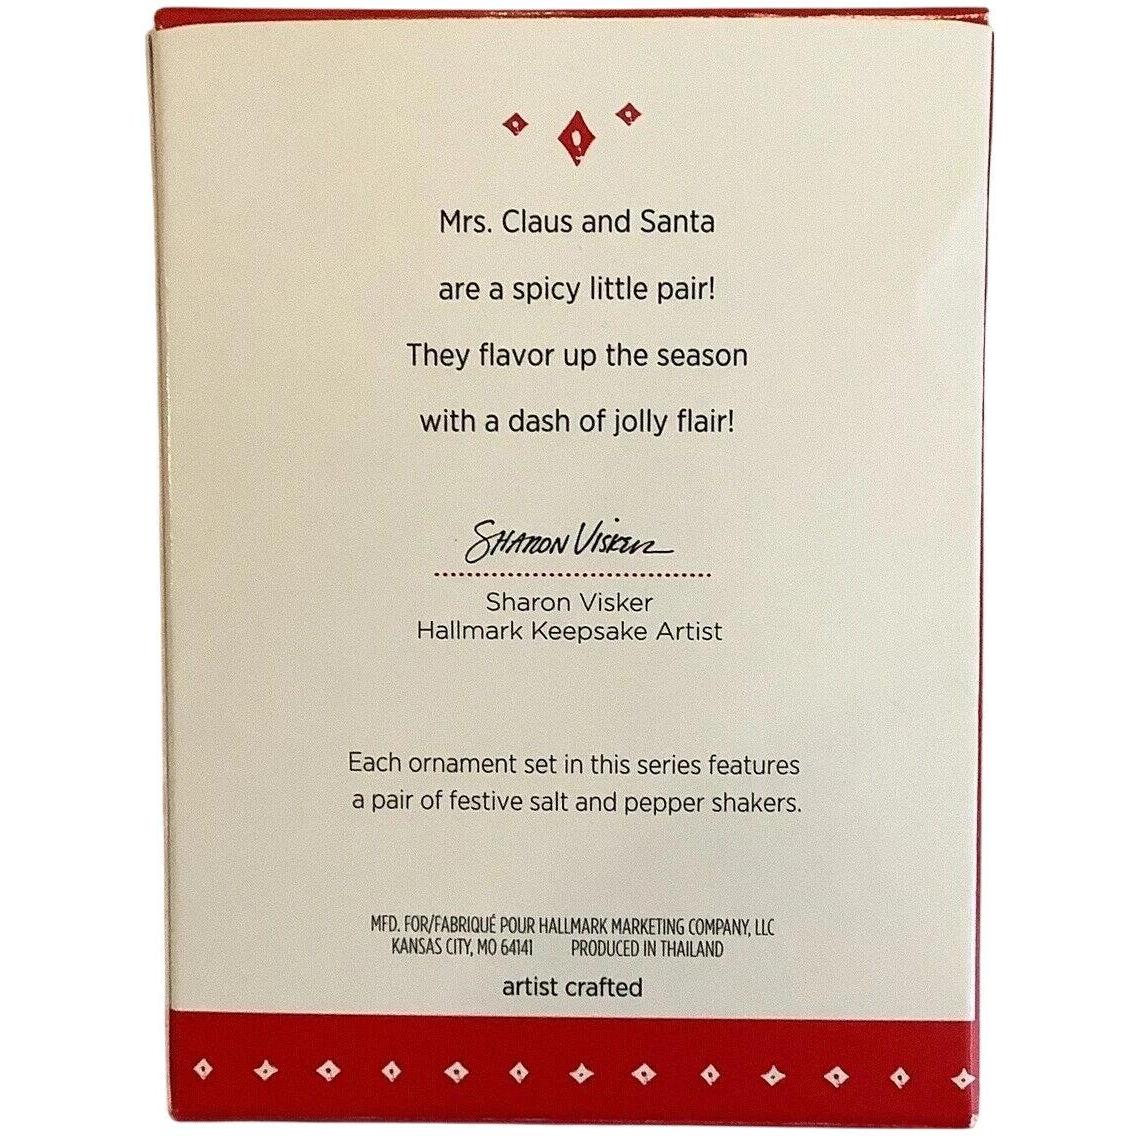 Mrs. Claus and Santa
are a spicy little pair!
They flavor up the season
with a dash of jolly flair!
Sharon Visker
Sharon Visker
Hallmark Keepsake Artist
Each ornament set in this series features
a pair of festive salt and pepper shakers.
MFD. FOR/FABRIQUÉ POUR HALLMARK MARKETING COMPANY, LLC
KANSAS CITY, MO 64141 PRODUCED IN THAILAND
artist crafted